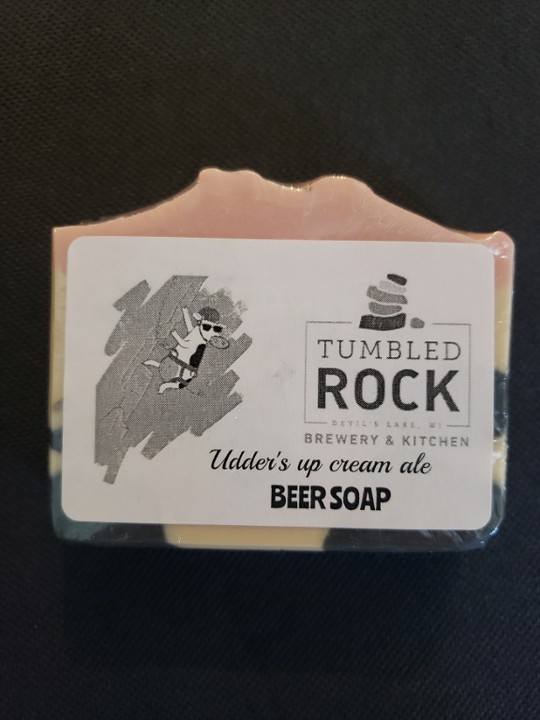 TUMBLED
ROCK
DEVIL'S LAKE, WI
BREWERY & KITCHEN
Udder's up cream ale
BEER SOAP